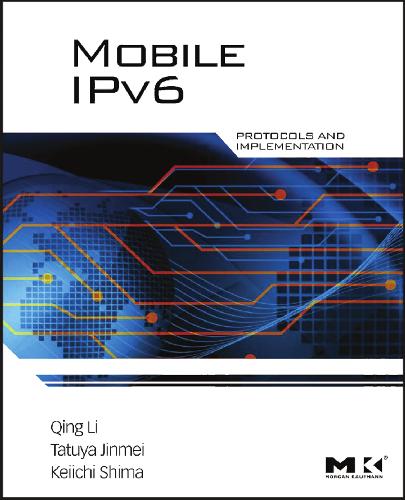 MOBILE
IPv6
PROTOCOLS AND
IMPLEMENTATION
Qing Li
Tatuya Jinmei
Keiichi Shima
MK®
MORGAN KAUFMANN